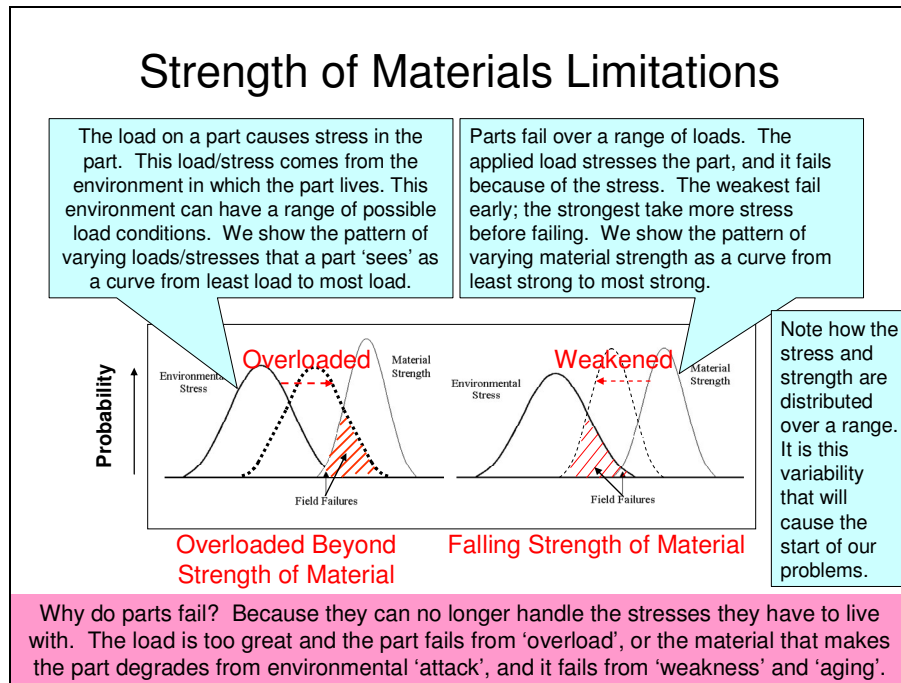 Strength of Materials Limitations
The load on a part causes stress in the
part. This load/stress comes from the
environment in which the part lives. This
environment can have a range of possible
load conditions. We show the pattern of
varying loads/stresses that a part ‘sees’ as
a curve from least load to most load.
Parts fail over a range of loads. The
applied load stresses the part, and it fails
because of the stress. The weakest fail
early; the strongest take more stress
before failing. We show the pattern of
varying material strength as a curve from
least strong to most strong.
Note how the
stress and
strength are
distributed
over a range.
It is this
variability
that will
cause the
start of our
problems.
Probability
Overloaded
Environmental
Stress
Material
Strength
Field Failures
Weakened
Environmental
Stress
Material
Strength
Field Failures
Overloaded Beyond
Strength of Material
Falling Strength of Material
Why do parts fail? Because they can no longer handle the stresses they have to live
with. The load is too great and the part fails from ‘overload’, or the material that makes
the part degrades from environmental ‘attack’, and it fails from ‘weakness’ and ‘aging’.